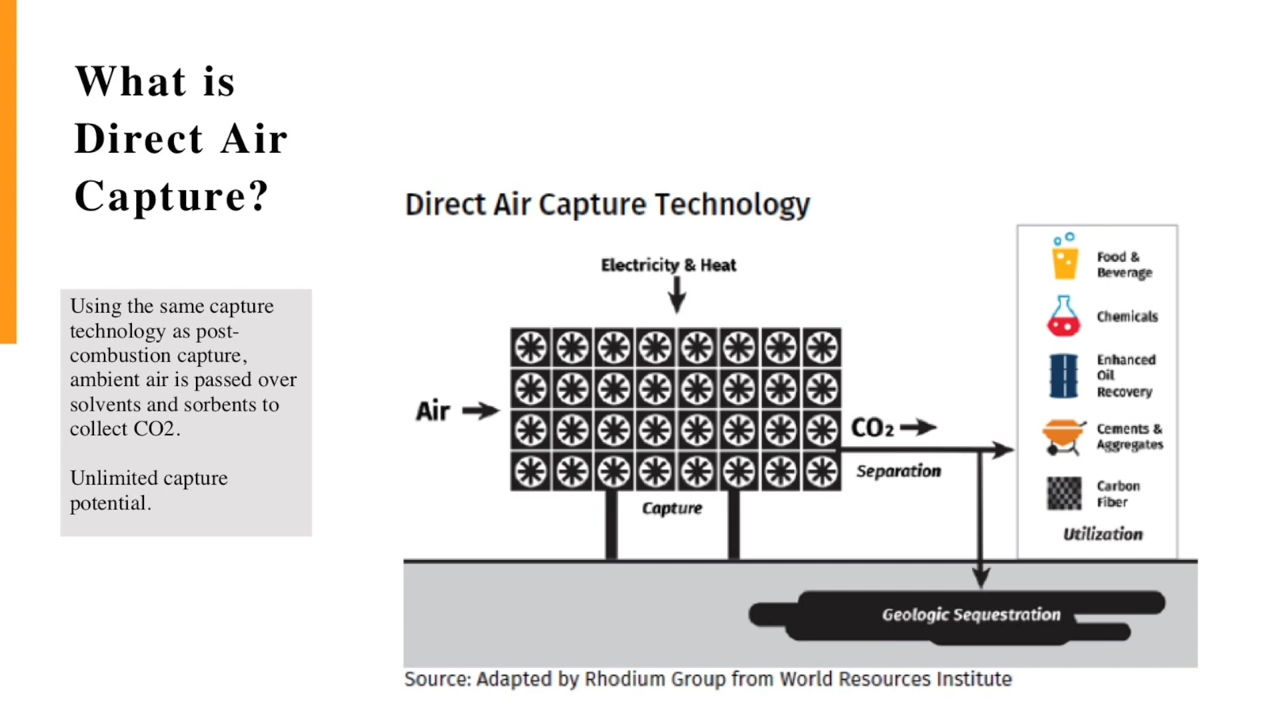 What is
Direct Air
Capture?
Using the same capture
technology as post-
combustion capture,
ambient air is passed over
solvents and sorbents to
collect CO2.
Unlimited capture
potential.
Direct Air Capture Technology
Electricity & Heat
Air
CO₂
Separation
Capture
Food &
Beverage
Chemicals
Enhanced
Oil
Recovery
Cements &
Aggregates
Carbon
Fiber
Utilization
Geologic Sequestration
Source: Adapted by Rhodium Group from World Resources Institute